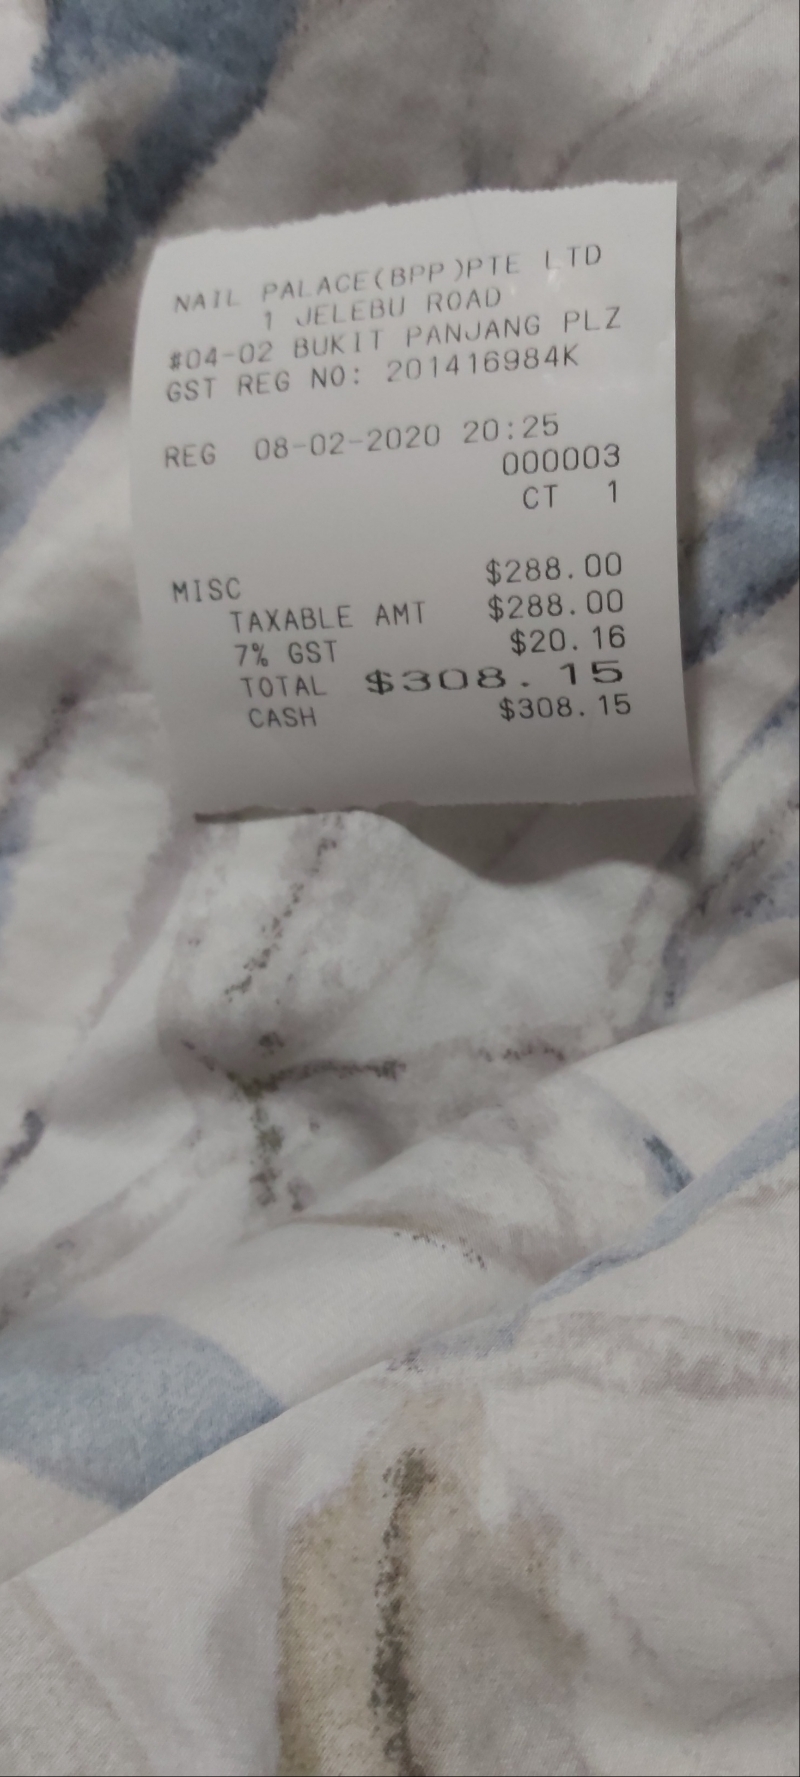 NAIL PALACE(BPP)PTE LTD
1 JELEBU ROAD
#04-02 BUKIT PANJANG PLZ
GST REG NO: 201416984K
REG 08-02-2020 20:25
000003
CT 1
MISC $288.00
TAXABLE AMT $288.00
7% GST $20.16
TOTAL $308.15
CASH $308.15